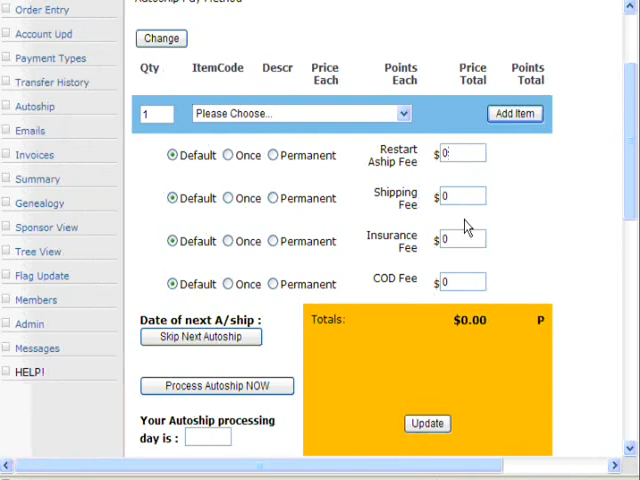 Order Entry
Account Upd
Payment Types
Transfer History
Autoship
Emails
Invoices
Summary
Genealogy
Sponsor View
Tree View
Flag Update
Members
Admin
Messages
HELP!
Autoship Pay Method
Change
Qty ItemCode Descr Price Each Points Each Price Total Points Total
1 Please Choose... Add Item
Default Once Permanent Restart Aship Fee $ 0
Default Once Permanent Shipping Fee $ 0
Default Once Permanent Insurance Fee $ 0
Default Once Permanent COD Fee $ 0
Date of next A/ship :
Skip Next Autoship
Process Autoship NOW
Your Autoship processing
day is :
Totals: $0.00 P
Update